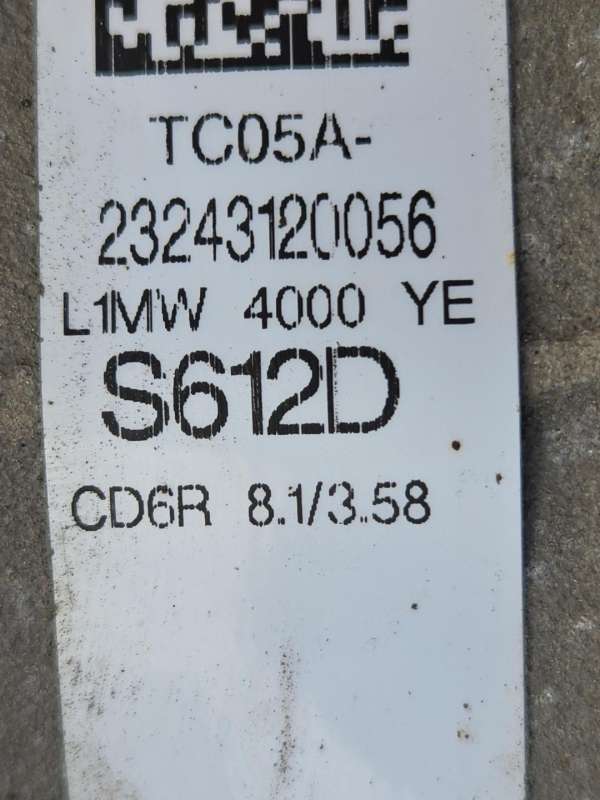 TC05A-
23243120056
L1MW 4000 YE
S612D
CD6R 8.1/3.58